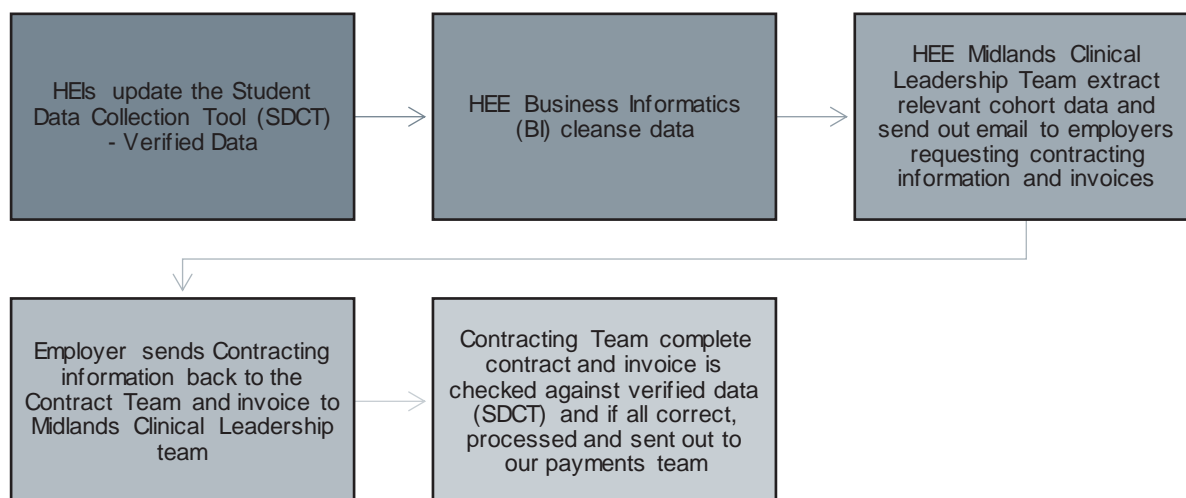 HEIs update the Student
Data Collection Tool (SDCT)
- Verified Data
HEE Business Informatics
(BI) cleanse data
HEE Midlands Clinical
Leadership Team extract
relevant cohort data and
send out email to employers
requesting contracting
information and invoices
Employer sends Contracting
information back to the
Contract Team and invoice to
Midlands Clinical Leadership
team
Contracting Team complete
contract and invoice is
checked against verified data
(SDCT) and if all correct,
processed and sent out to
our payments team